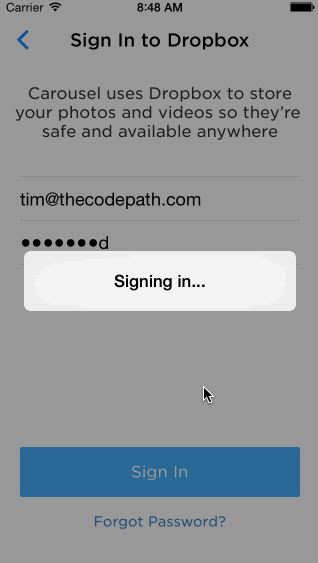 Carrier 8:48 AM
Sign In to Dropbox
Carousel uses Dropbox to store
your photos and videos so they're
safe and available anywhere
tim@thecodepath.com
●●●●●●●d
Signing in...
Sign In
Forgot Password?